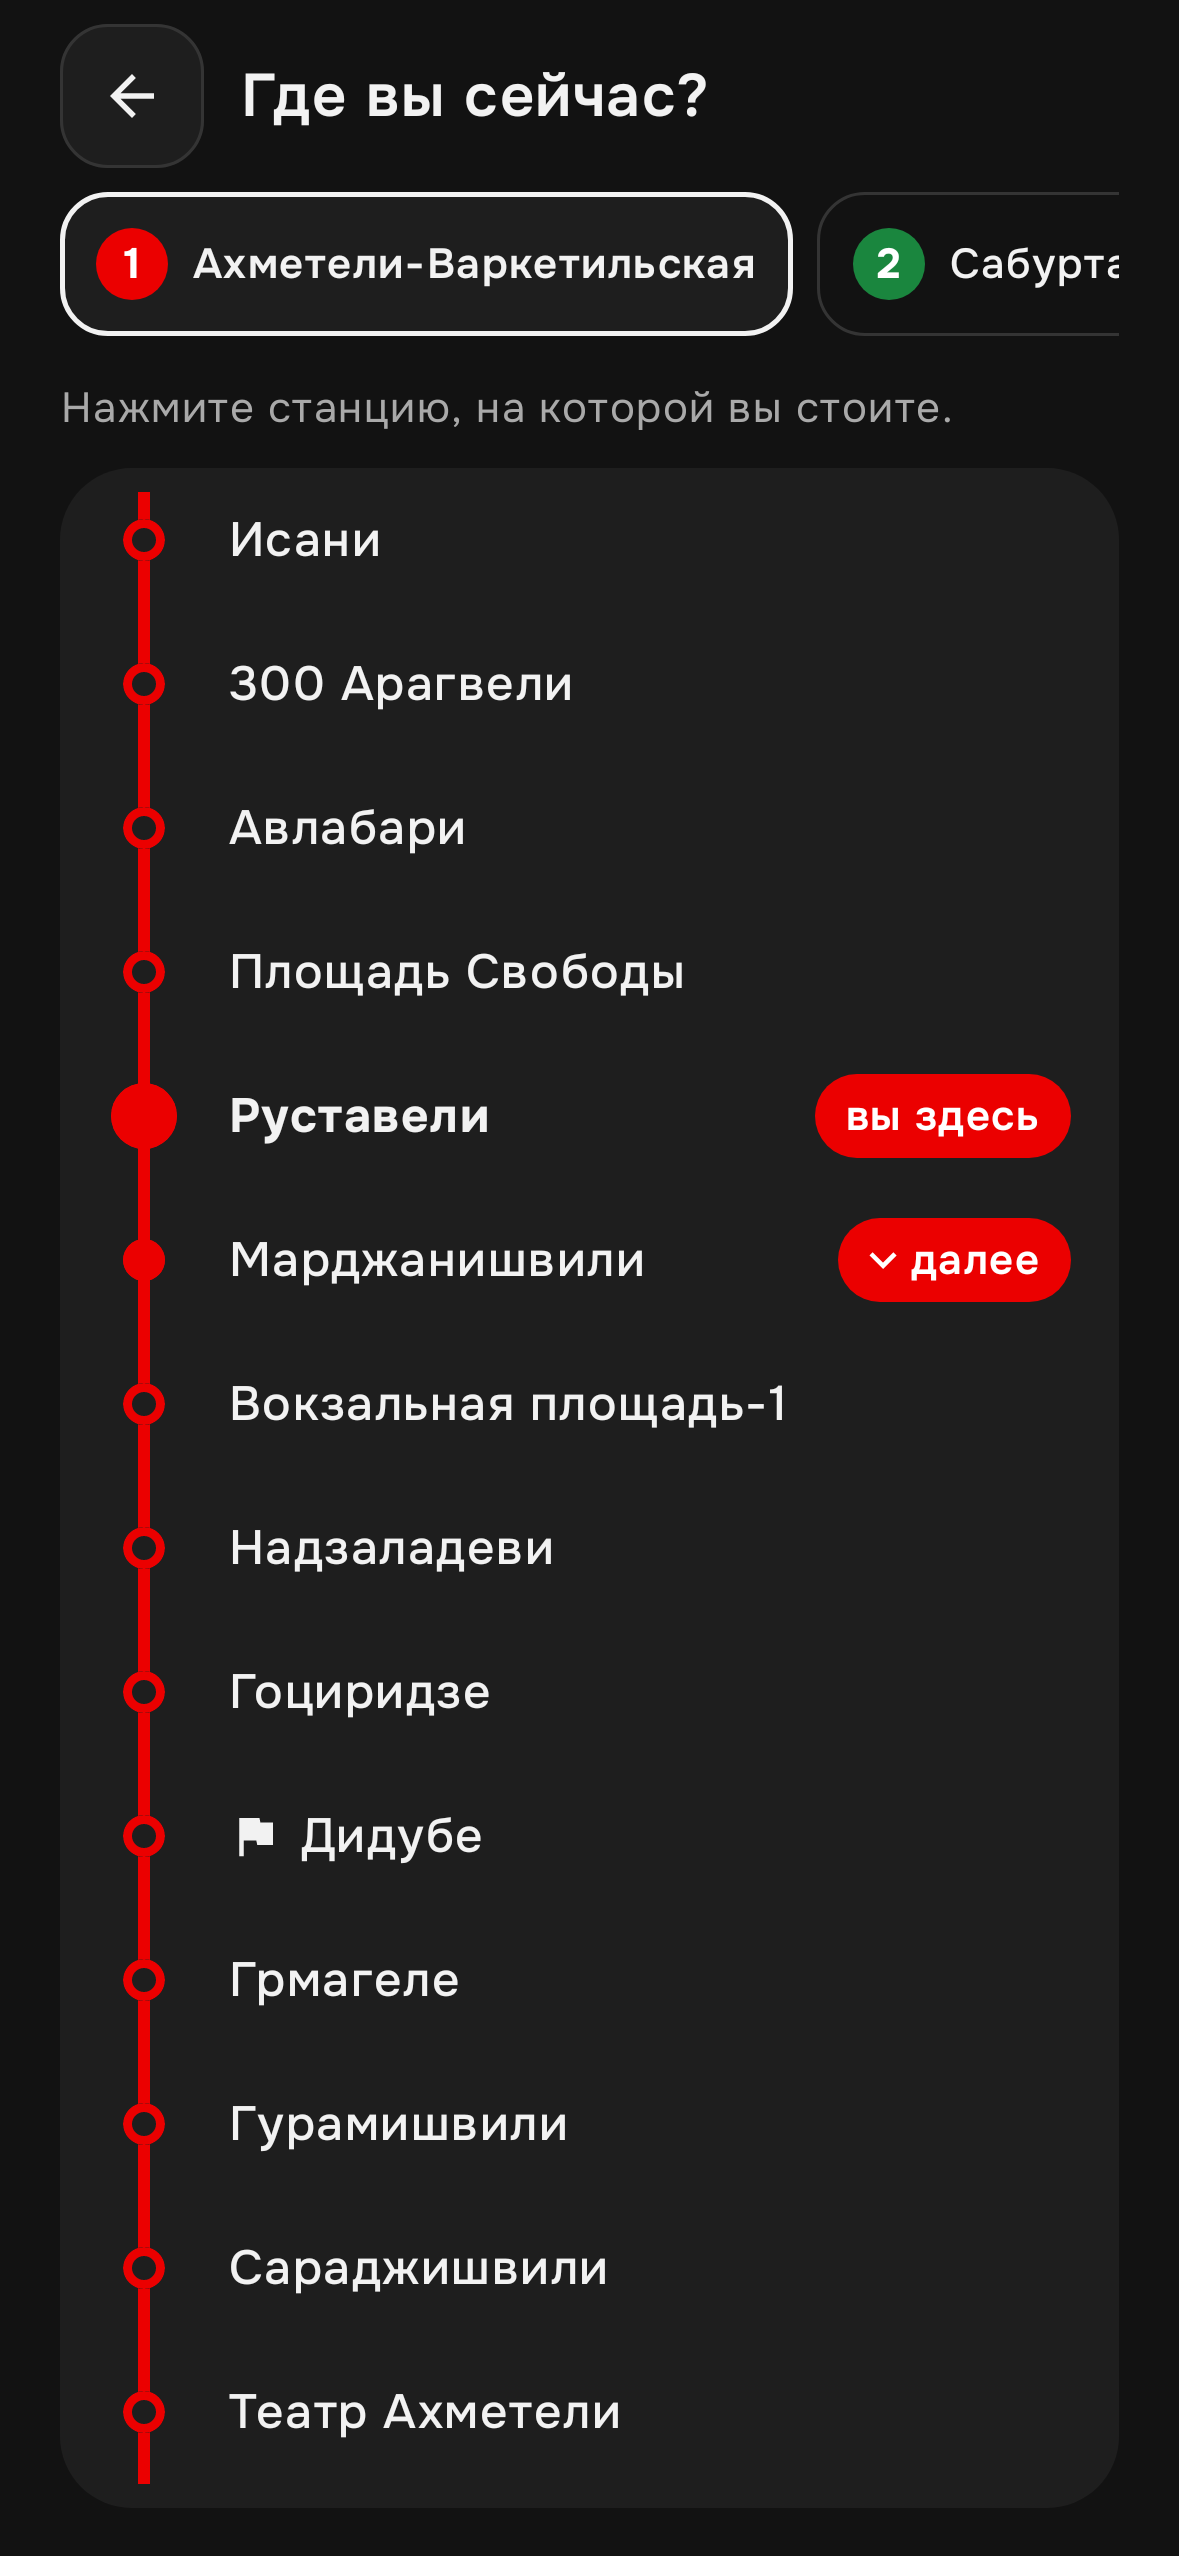 Где вы сейчас?
1 Ахметели-Варкетильская
2
Нажмите станцию, на которой вы стоите.
Исани
300 Арагвели
Авлабари
Площадь Свободы
Руставели вы здесь
Марджанишвили далее
Вокзальная площадь-1
Надзаладеви
Гоциридзе
Дидубе
Грмагеле
Гурамишвили
Сараджишвили
Театр Ахметели